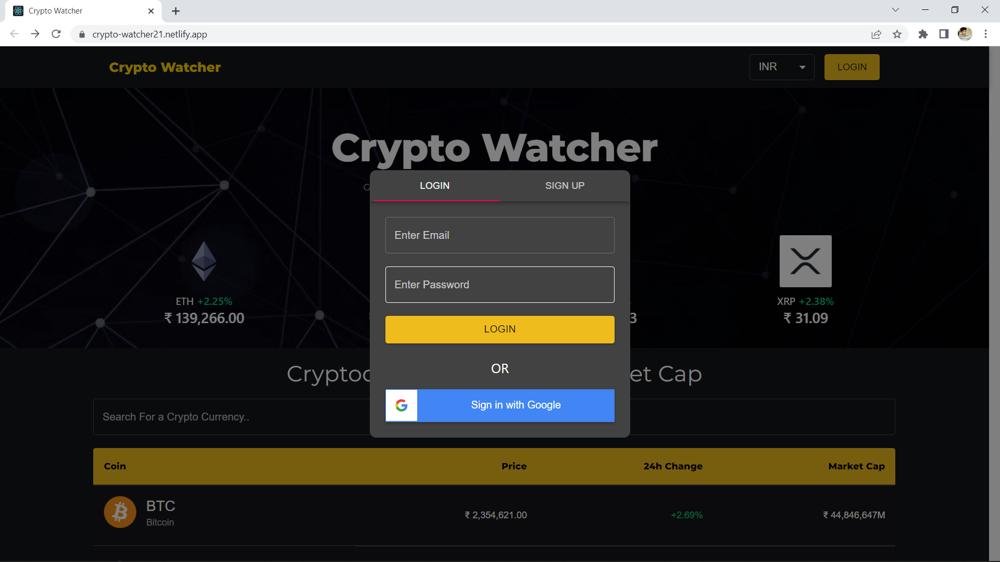 Crypto Watcher
crypto-watcher21.netlify.app
Crypto Watcher
INR
LOGIN
Crypto Watcher
LOGIN
SIGN UP
Enter Email
Enter Password
ETH +2.25%
₹ 139,266.00
XRP +2.38%
₹ 31.09
LOGIN
OR
Cap
Sign in with Google
Search For a Crypto Currency..
Coin
Price
24h Change
Market Cap
BTC
Bitcoin
₹ 2,354,621.00
+2.69%
₹ 44,846,647M